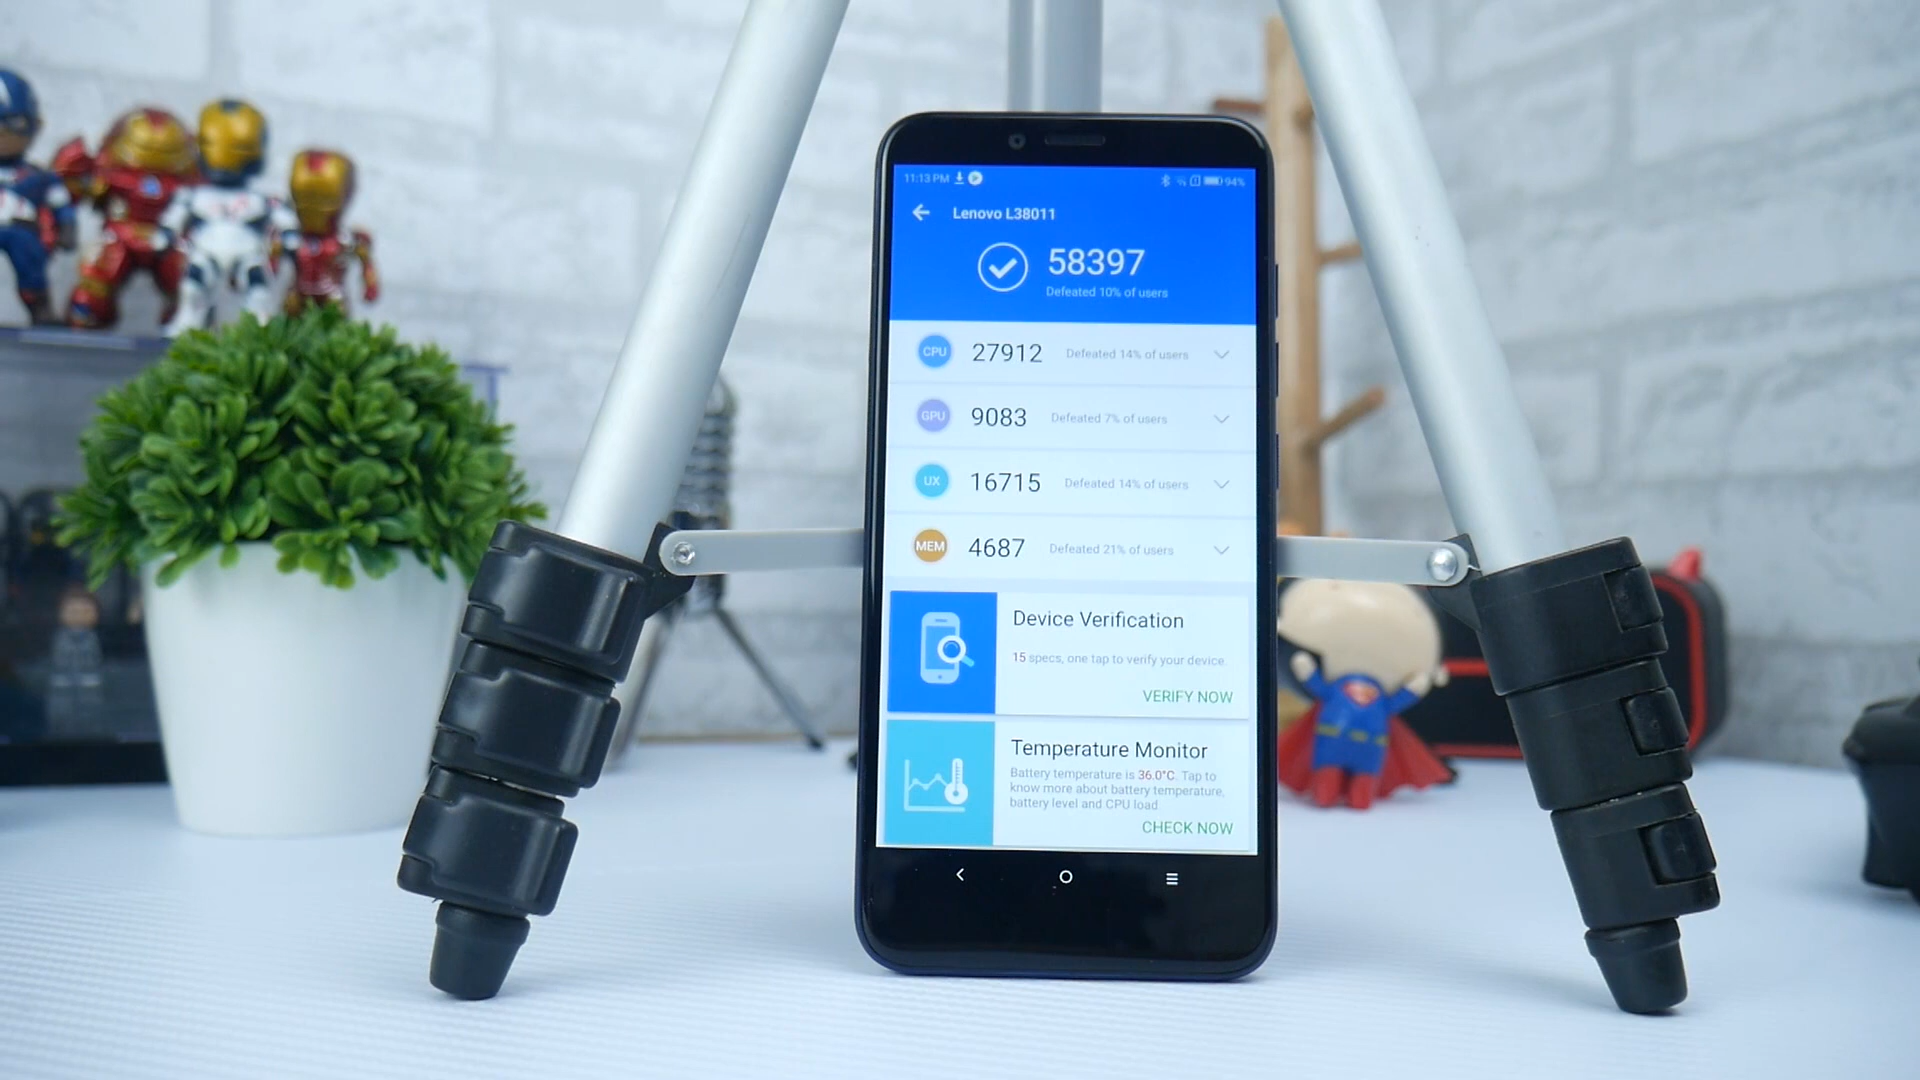 11:13 PM 94%
Lenovo L38011
58397
Defeated 10% of users
CPU 27912 Defeated 14% of users
GPU 9083 Defeated 7% of users
UX 16715 Defeated 14% of users
MEM 4687 Defeated 21% of users
Device Verification
15 specs, one tap to verify your device.
VERIFY NOW
Temperature Monitor
Battery temperature is 36.0°C. Tap to
know more about battery temperature,
battery level and CPU load
CHECK NOW